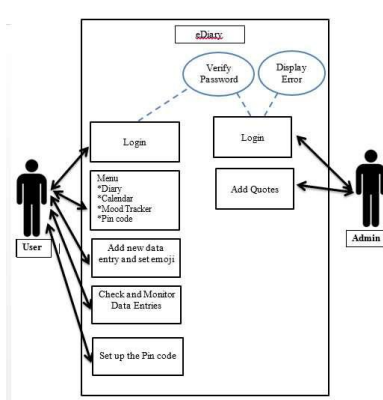 eDiary
Verify
Password
Display
Error
Login
Login
Menu
*Diary
*Calendar
*Mood Tracker
*Pin code
Add Quotes
User
Admin
Add new data
entry and set emoji
Check and Monitor
Data Entries
Set up the Pin code